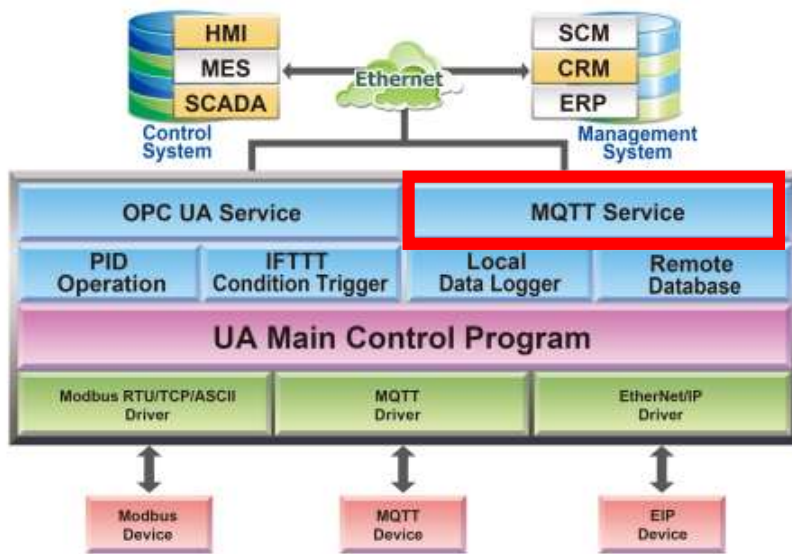 HMI
MES
SCADA
Control
System
Ethernet
SCM
CRM
ERP
Management
System
OPC UA Service
MQTT Service
PID
Operation
IFTTT
Condition Trigger
Local
Data Logger
Remote
Database
UA Main Control Program
Modbus RTU/TCP/ASCII
Driver
MQTT
Driver
EtherNet/IP
Driver
Modbus
Device
MQTT
Device
EIP
Device